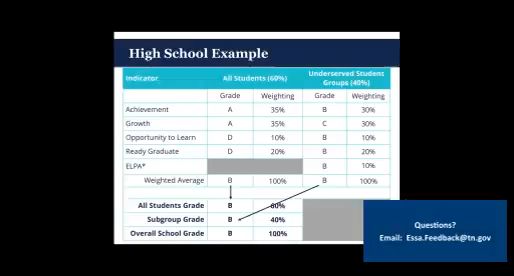 High School Example
Indicator All Students (60%) Underserved Student Groups (40%)
Grade Weighting Grade Weighting
Achievement A 35% B 30%
Growth A 35% C 30%
Opportunity to Learn D 10% B 10%
Ready Graduate D 20% B 20%
ELPA* B 10%
Weighted Average B 100% B 100%
All Students Grade B 60%
Subgroup Grade B 40%
Overall School Grade B 100%
Questions?
Email: Essa.Feedback@tn.gov